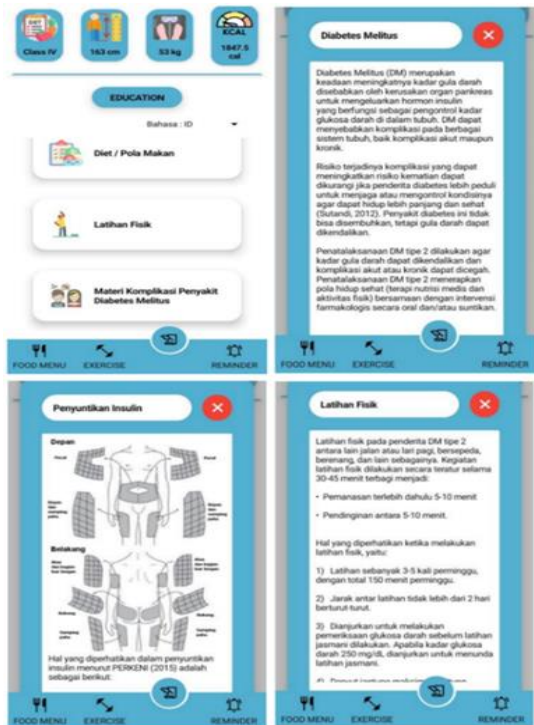 DIET
KCAL
Class IV
163 cm
53 kg
1847.5
cal
EDUCATION
Bahasa : ID
Diet / Pola Makan
Latihan Fisik
Materi Komplikasi Penyakit
Diabetes Melitus
FOOD MENU
EXERCISE
REMINDER
Diabetes Melitus
Diabetes Melitus (DM) merupakan
keadaan meningkatnya kadar gula darah
disebabkan oleh kerusakan organ pankreas
untuk mengeluarkan hormon insulin
yang berfungsi sebagai pengontrol kadar
glukosa darah di dalam tubuh. DM dapat
menyebabkan komplikasi pada berbagai
sistem tubuh, baik komplikasi akut maupun
kronik.
Risiko terjadinya komplikasi yang dapat
meningkatkan risiko kematian dapat
dikurangi jika penderita diabetes lebih peduli
untuk menjaga atau mengontrol kondisinya
agar dapat hidup lebih panjang dan sehat
(Sutandi, 2012). Penyakit diabetes ini tidak
bisa disembuhkan, tetapi gula darah dapat
dikendalikan.
Penatalaksanaan DM tipe 2 dilakukan agar
kadar gula darah dapat dikendalikan dan
komplikasi akut atau kronik dapat dicegah.
Penatalaksanaan DM tipe 2 menerapkan
pola hidup sehat (terapi nutrisi medis dan
aktivitas fisik) bersamaan dengan intervensi
farmakologis secara oral dan/atau suntikan.
FOOD MENU
EXERCISE
REMINDER
Penyuntikan Insulin
Depan
Belakang
Hal yang diperhatikan dalam penyuntikan
insulin menurut PERKENI (2015) adalah
sebagai berikut:
FOOD MENU
EXERCISE
REMINDER
Latihan Fisik
Latihan fisik pada penderita DM tipe 2
antara lain jalan atau lari pagi, bersepeda,
berenang, dan lain sebagainya. Kegiatan
latihan fisik dilakukan secara teratur selama
30-45 menit terbagi menjadi:
• Pemanasan terlebih dahulu 5-10 menit
• Pendinginan antara 5-10 menit.
Hal yang diperhatikan ketika melakukan
latihan fisik, yaitu:
1) Latihan sebanyak 3-5 kali perminggu,
dengan total 150 menit perminggu.
2) Jarak antar latihan tidak lebih dari 2 hari
berturut-turut.
3) Dianjurkan untuk melakukan
pemeriksaan glukosa darah sebelum latihan
jasmani dilakukan. Apabila kadar glukosa
darah 250 mg/dL dianjurkan untuk menunda
latihan jasmani.
FOOD MENU
EXERCISE
REMINDER